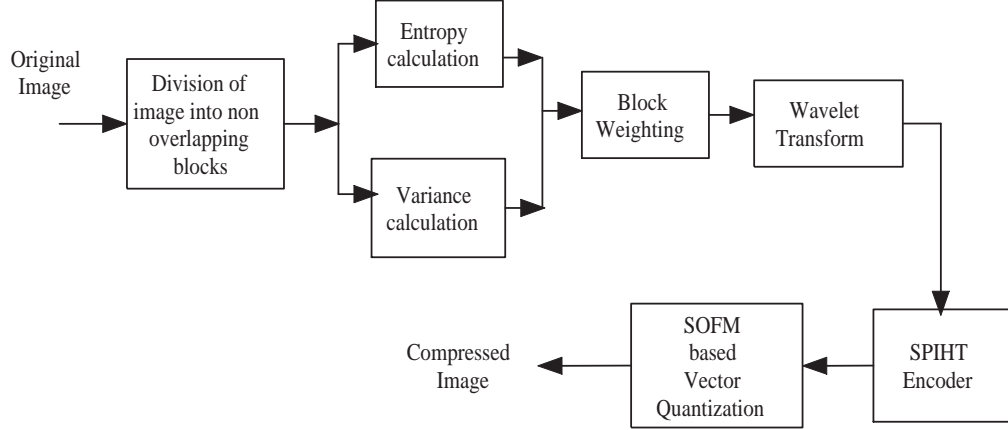 Original
Image
Division of
image into non
overlapping
blocks
Entropy
calculation
Variance
calculation
Block
Weighting
Wavelet
Transform
SPIHT
Encoder
SOFM
based
Vector
Quantization
Compressed
Image